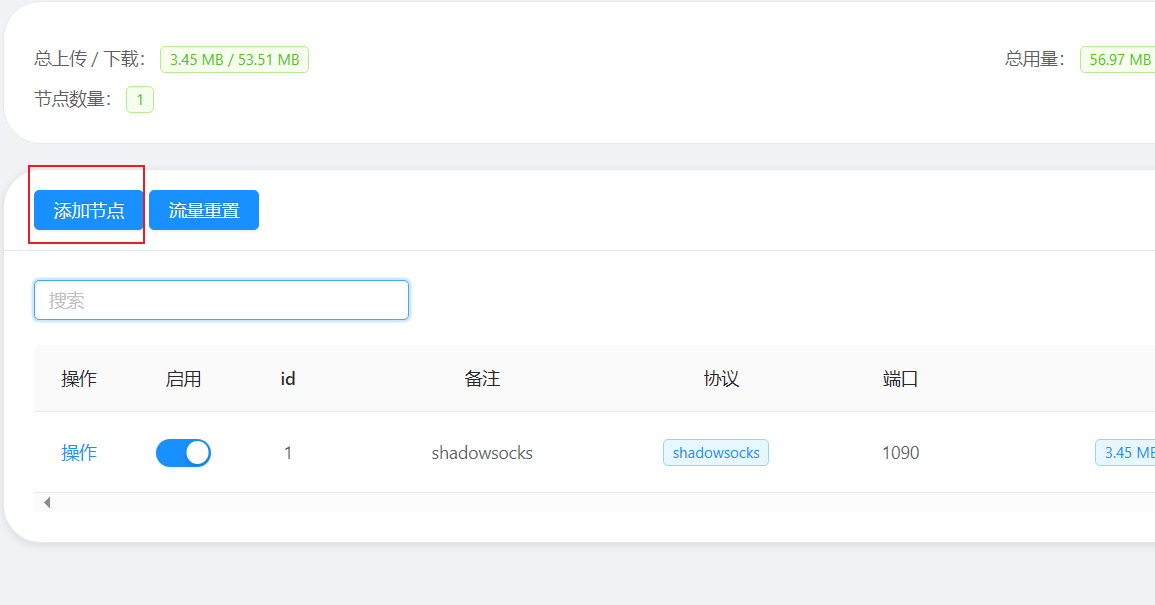 总上传 / 下载： 3.45 MB / 53.51 MB 总用量： 56.97 MB
节点数量： 1
添加节点 流量重置
搜索
操作 启用 id 备注 协议 端口
操作 1 shadowsocks shadowsocks 1090 3.45 MB